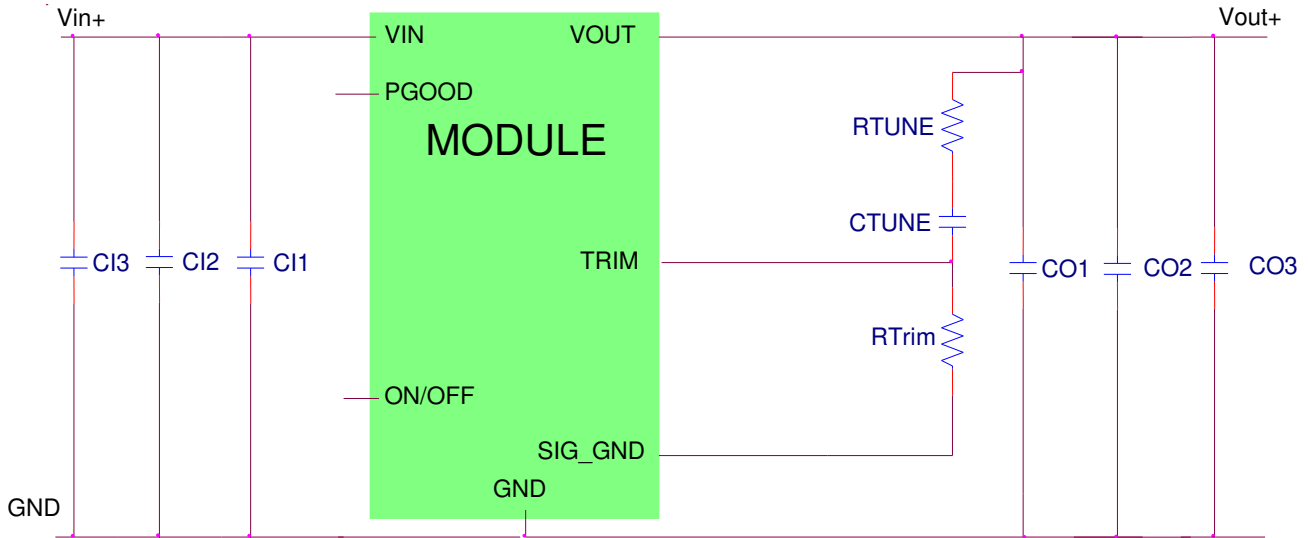 Vin+
Vout+
VIN
VOUT
PGOOD
MODULE
RTUNE
CTUNE
TRIM
CI3
CI2
CI1
CO1
CO2
CO3
RTrim
ON/OFF
SIG_GND
GND
GND